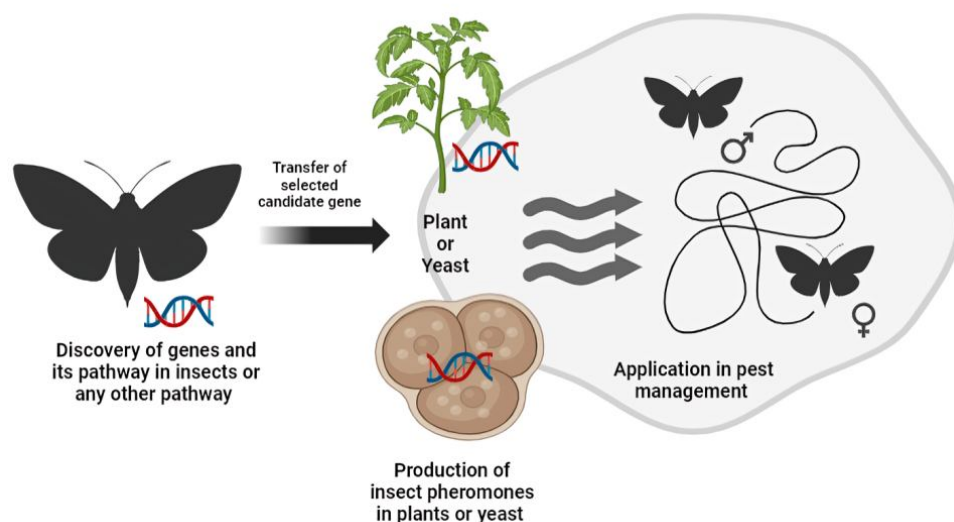 Transfer of
selected
candidate gene
Discovery of genes and
its pathway in insects or
any other pathway
Plant
or
Yeast
Production of
insect pheromones
in plants or yeast
♂
♀
Application in pest
management